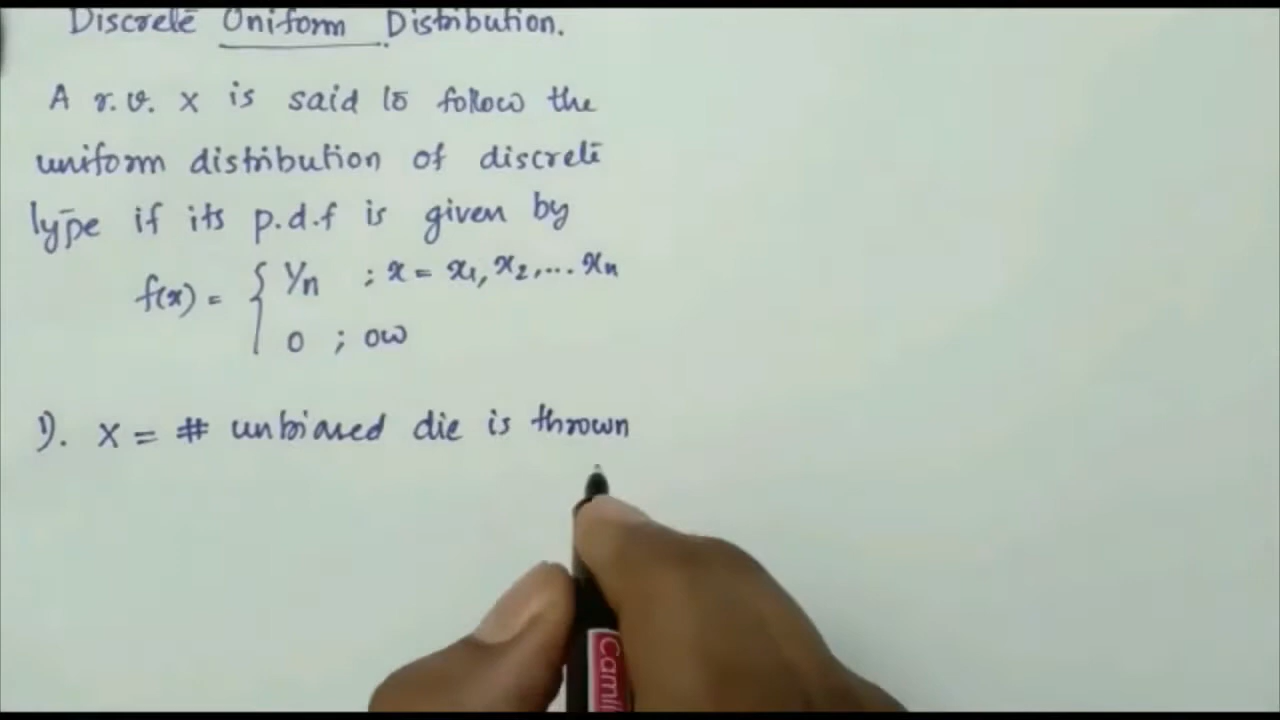 Discrete Uniform Distribution.
A r.v. X is said to follow the
uniform distribution of discrete
type if its p.d.f is given by
f(x) = { 1/n ; x = x1, x2, ... xn
0 ; ow
1). X = # unbiased die is thrown
Camli